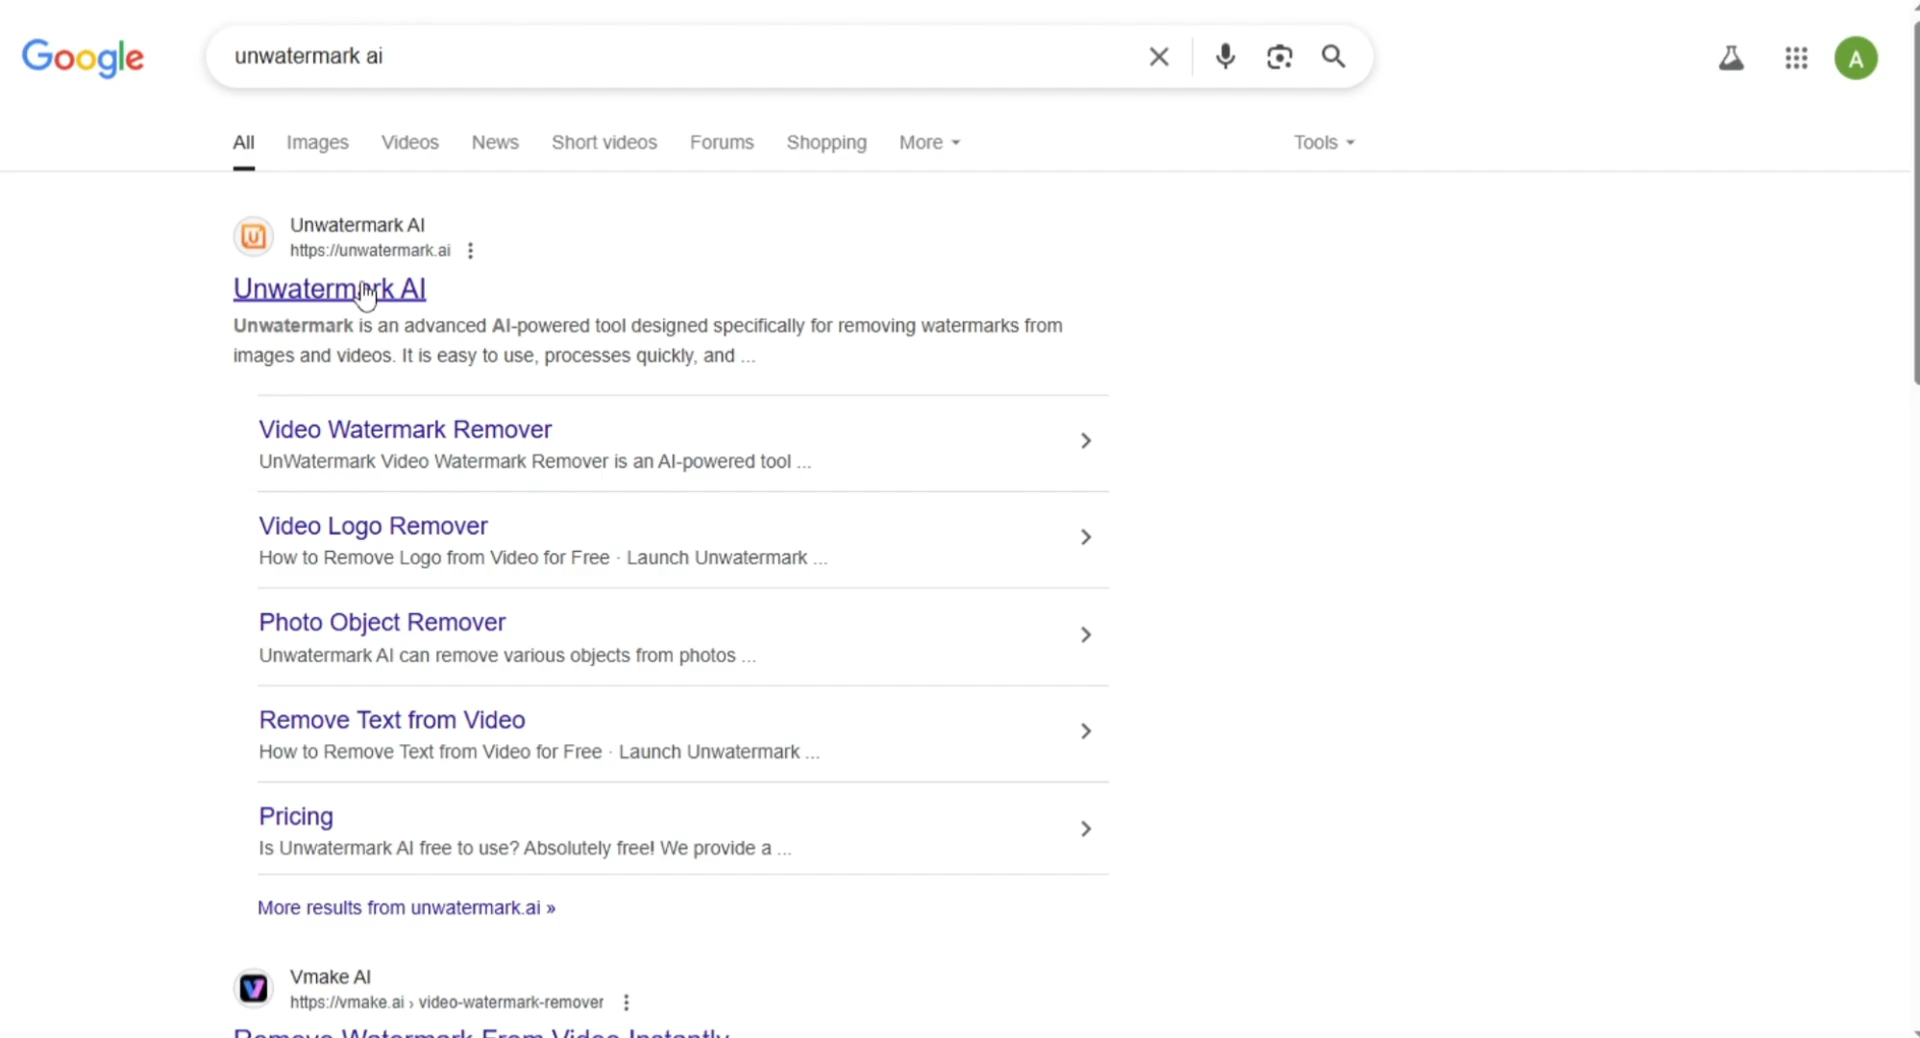 Google
unwatermark ai
A
All Images Videos News Short videos Forums Shopping More Tools
Unwatermark AI
https://unwatermark.ai
Unwatermark AI
Unwatermark is an advanced AI-powered tool designed specifically for removing watermarks from
images and videos. It is easy to use, processes quickly, and ...
Video Watermark Remover
UnWatermark Video Watermark Remover is an AI-powered tool ...
Video Logo Remover
How to Remove Logo from Video for Free · Launch Unwatermark ...
Photo Object Remover
Unwatermark AI can remove various objects from photos ...
Remove Text from Video
How to Remove Text from Video for Free · Launch Unwatermark ...
Pricing
Is Unwatermark AI free to use? Absolutely free! We provide a ...
More results from unwatermark.ai »
Vmake AI
https://vmake.ai › video-watermark-remover
Remove Watermark From Video Instantly